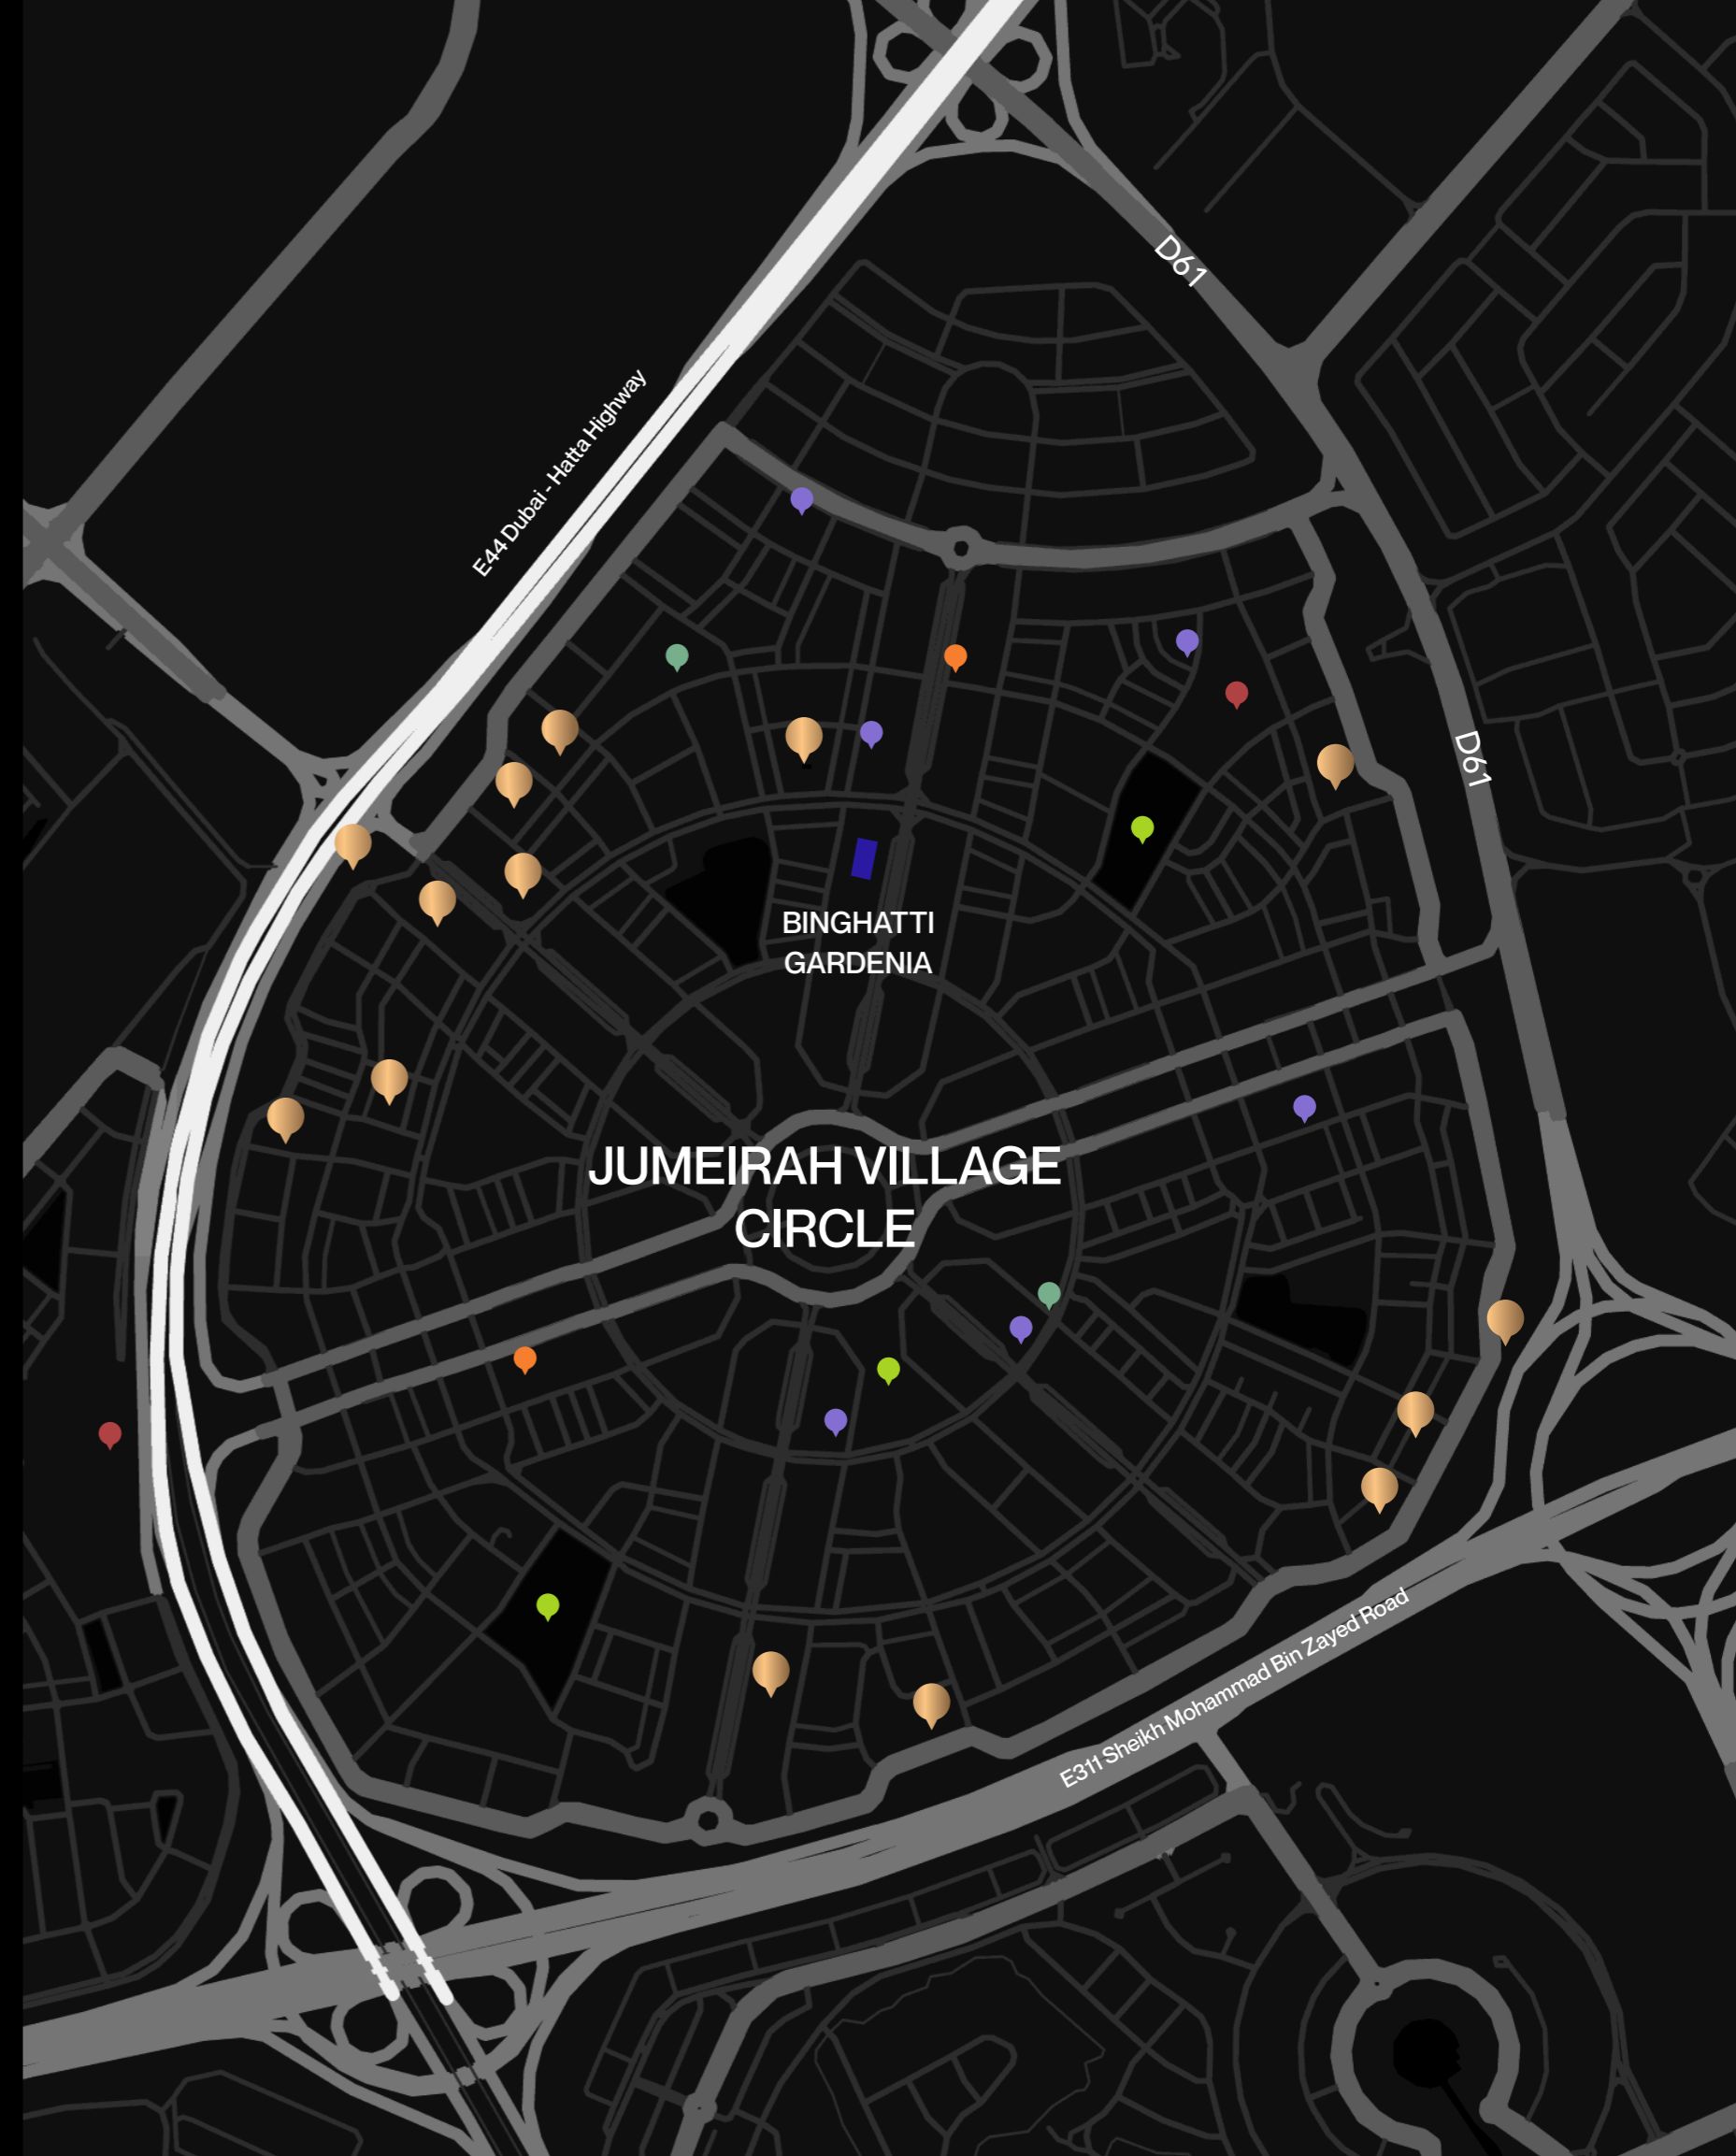 D61
E44 Dubai - Hatta Highway
D61
BINGHATTI
GARDENIA
JUMEIRAH VILLAGE
CIRCLE
E311 Sheikh Mohammad Bin Zayed Road